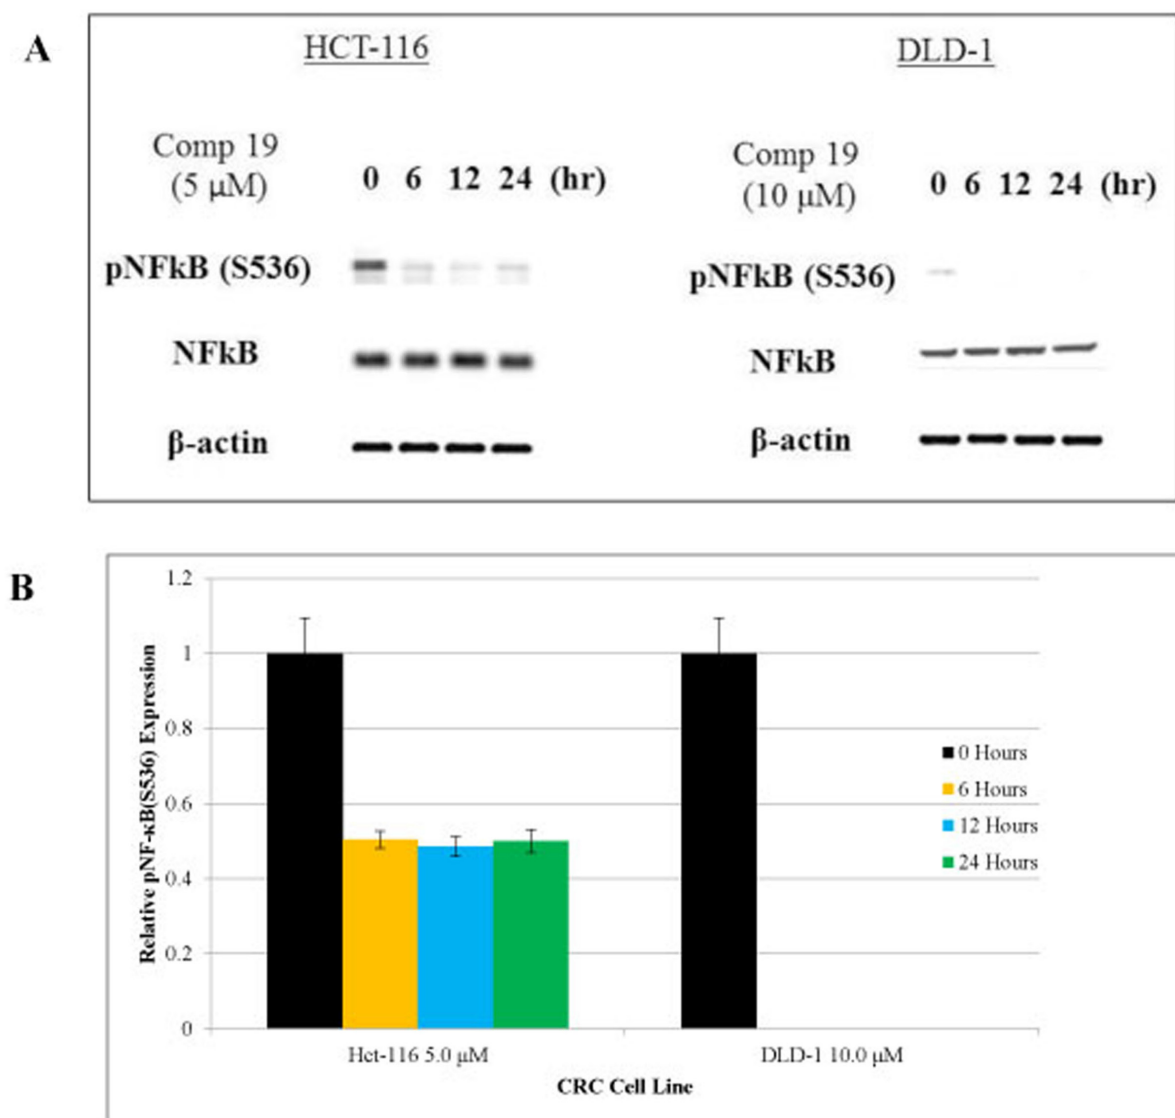 A
HCT-116
DLD-1
Comp 19
(5 μM)
0 6 12 24 (hr)
Comp 19
(10 μM)
0 6 12 24 (hr)
pNFkB (S536)
pNFkB (S536)
NFkB
NFkB
β-actin
β-actin
B
1.2
1
0.8
0.6
0.4
0.2
0
Relative pNF-κB(S536) Expression
0 Hours
6 Hours
12 Hours
24 Hours
Hct-116 5.0 μM
DLD-1 10.0 μM
CRC Cell Line